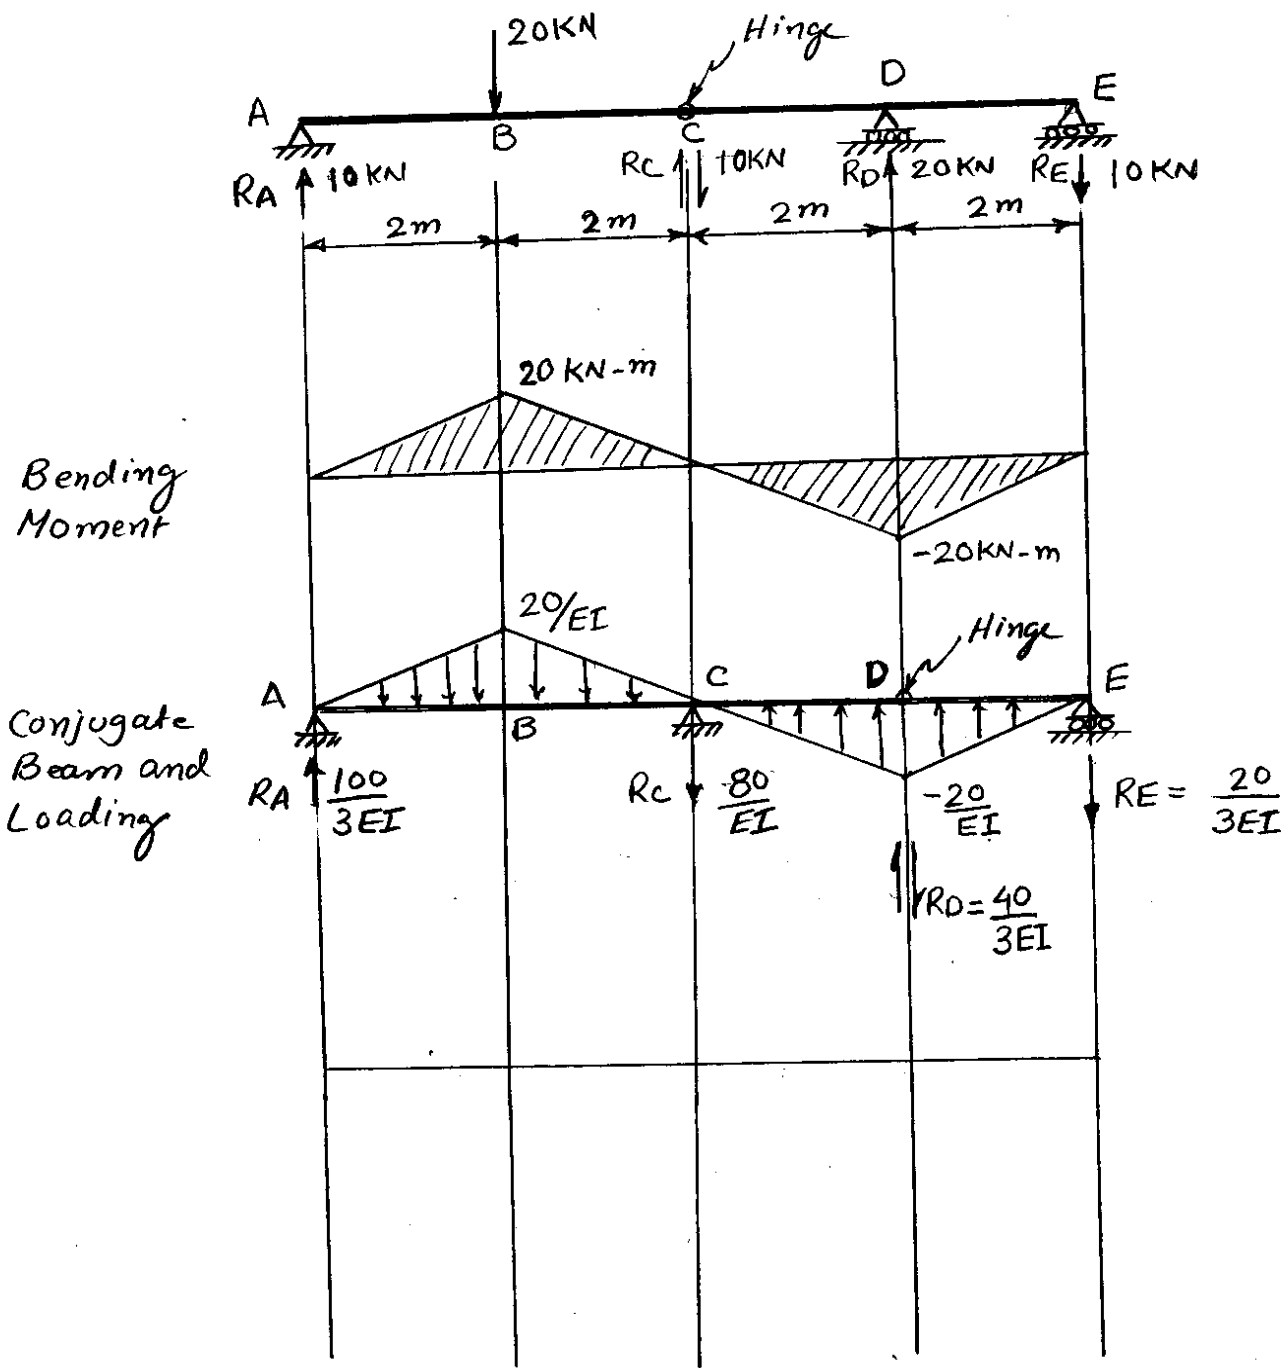 20KN
Hinge
A
B
C
D
E
RA 10KN
RC 10KN
RD 20KN
RE 10KN
2m
2m
2m
2m
20 KN-m
Bending
Moment
-20KN-m
20/EI
Hinge
A
B
C
D
E
Conjugate
Beam and
Loading
RA 100/3EI
RC 80/EI
-20/EI
RE = 20/3EI
RD = 40/3EI